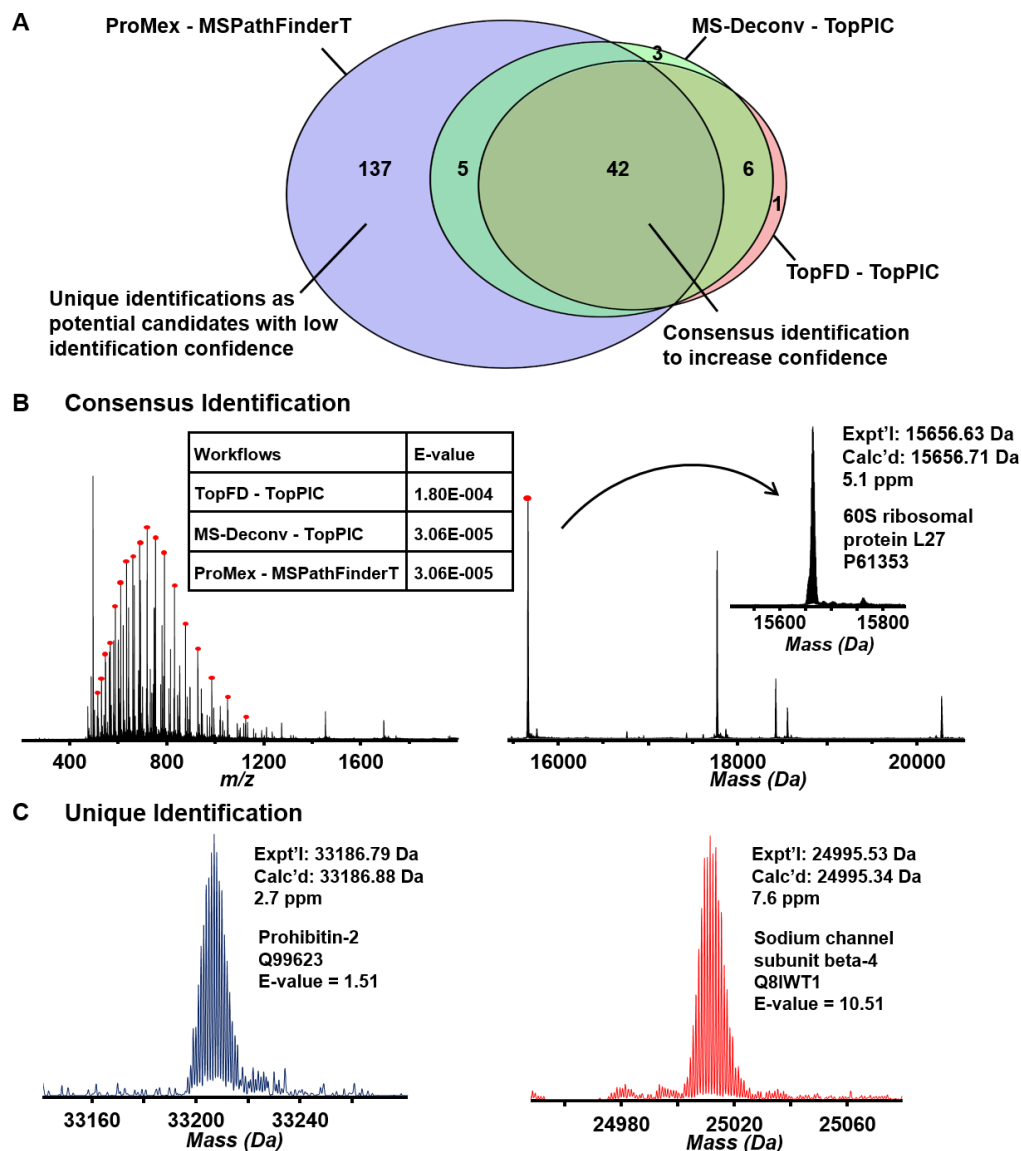 A
ProMex - MSPathFinderT
MS-Deconv - TopPIC
3
137
5
42
6
1
TopFD - TopPIC
Unique identifications as
potential candidates with low
identification confidence
Consensus identification
to increase confidence
B Consensus Identification
Workflows E-value
TopFD - TopPIC 1.80E-004
MS-Deconv - TopPIC 3.06E-005
ProMex - MSPathFinderT 3.06E-005
400 800 1200 1600
m/z
Expt'l: 15656.63 Da
Calc'd: 15656.71 Da
5.1 ppm
60S ribosomal
protein L27
P61353
15600 15800
Mass (Da)
16000 18000 20000
Mass (Da)
C Unique Identification
Expt'l: 33186.79 Da
Calc'd: 33186.88 Da
2.7 ppm
Prohibitin-2
Q99623
E-value = 1.51
33160 33200 33240
Mass (Da)
Expt'l: 24995.53 Da
Calc'd: 24995.34 Da
7.6 ppm
Sodium channel
subunit beta-4
Q8IWT1
E-value = 10.51
24980 25020 25060
Mass (Da)